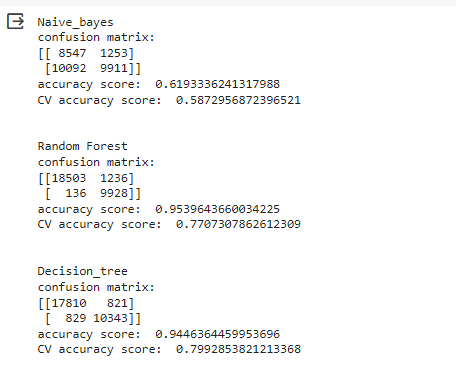 Naive_bayes
confusion matrix:
[[ 8547  1253]
 [10092  9911]]
accuracy score:  0.6193336241317988
CV accuracy score:  0.5872956872396521
Random Forest
confusion matrix:
[[18503  1236]
 [  136  9928]]
accuracy score:  0.9539643660034225
CV accuracy score:  0.7707307862612309
Decision_tree
confusion matrix:
[[17810   821]
 [  829 10343]]
accuracy score:  0.9446364459953696
CV accuracy score:  0.7992853821213368